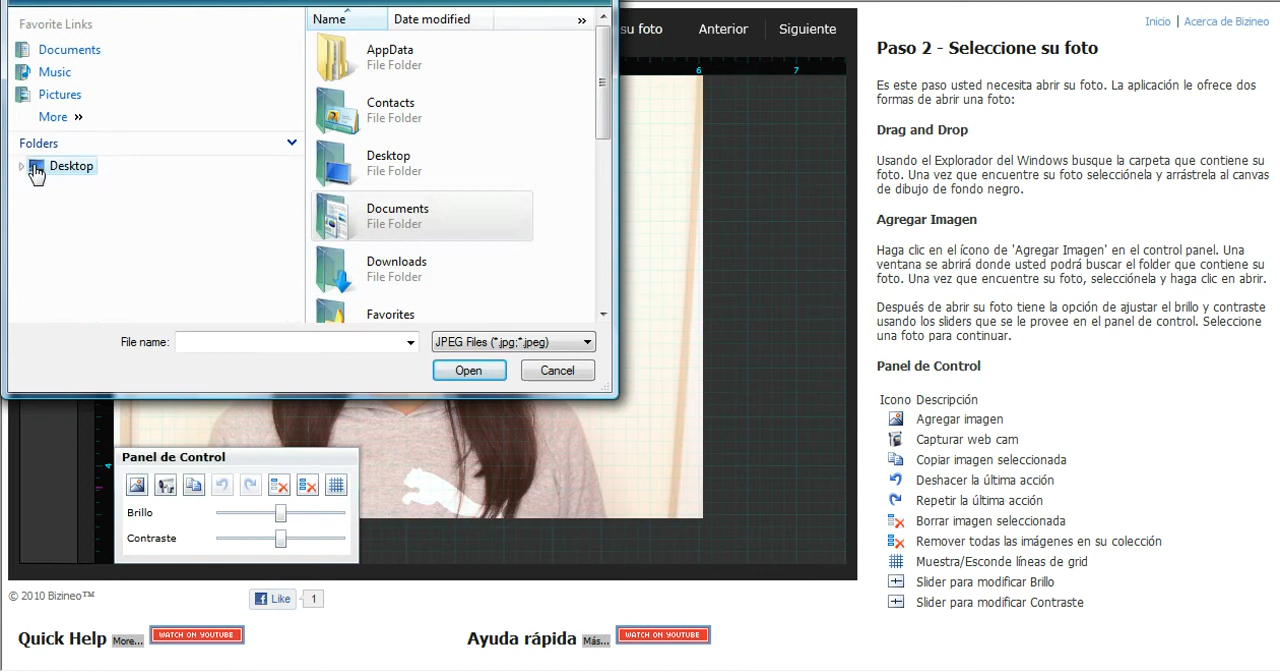 Favorite Links
Documents
Music
Pictures
More »
Folders
Desktop
Name Date modified »
AppData
File Folder
Contacts
File Folder
Desktop
File Folder
Documents
File Folder
Downloads
File Folder
Favorites
File name: JPEG Files (*.jpg;*.jpeg)
Open Cancel
su foto Anterior Siguiente
6 7
4
Panel de Control
Brillo
Contraste
Inicio | Acerca de Bizineo
Paso 2 - Seleccione su foto
Es este paso usted necesita abrir su foto. La aplicación le ofrece dos
formas de abrir una foto:
Drag and Drop
Usando el Explorador del Windows busque la carpeta que contiene su
foto. Una vez que encuentre su foto selecciónela y arrástrela al canvas
de dibujo de fondo negro.
Agregar Imagen
Haga clic en el ícono de 'Agregar Imagen' en el control panel. Una
ventana se abrirá donde usted podrá buscar el folder que contiene su
foto. Una vez que encuentre su foto, selecciónela y haga clic en abrir.
Después de abrir su foto tiene la opción de ajustar el brillo y contraste
usando los sliders que se le provee en el panel de control. Seleccione
una foto para continuar.
Panel de Control
Icono Descripción
Agregar imagen
Capturar web cam
Copiar imagen seleccionada
Deshacer la última acción
Repetir la última acción
Borrar imagen seleccionada
Remover todas las imágenes en su colección
Muestra/Esconde líneas de grid
Slider para modificar Brillo
Slider para modificar Contraste
© 2010 Bizineo™
Like 1
Quick Help More... WATCH ON YOUTUBE
Ayuda rápida Más... WATCH ON YOUTUBE